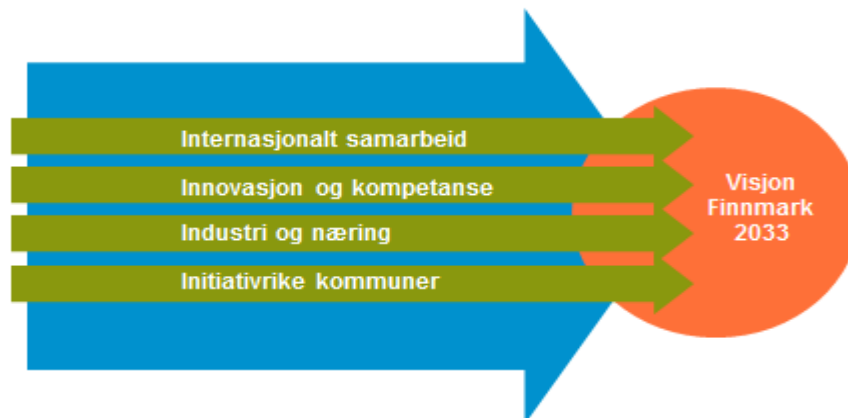 Internasjonalt samarbeid
Innovasjon og kompetanse
Industri og næring
Initiativrike kommuner
Visjon
Finnmark
2033